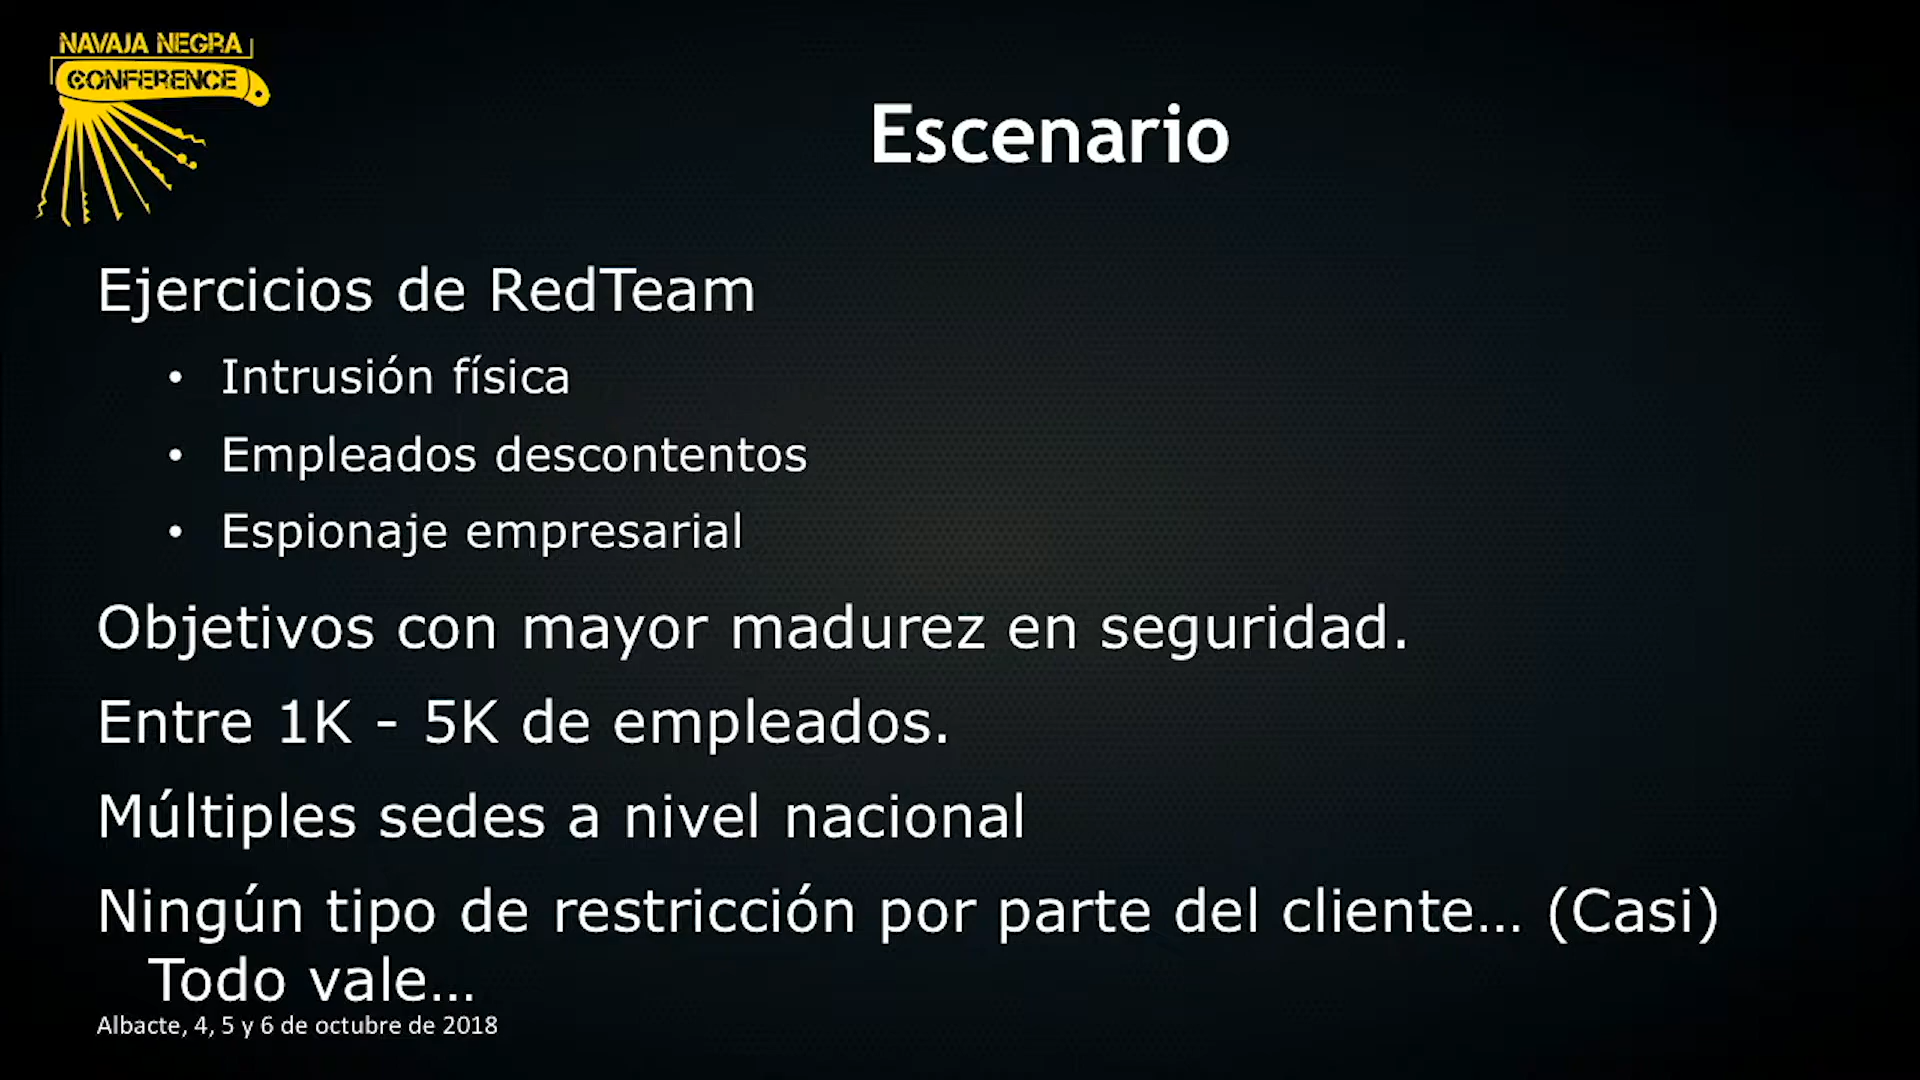 NAVAJA NEGRA
CONFERENCE
Escenario
Ejercicios de RedTeam
• Intrusión física
• Empleados descontentos
• Espionaje empresarial
Objetivos con mayor madurez en seguridad.
Entre 1K - 5K de empleados.
Múltiples sedes a nivel nacional
Ningún tipo de restricción por parte del cliente... (Casi)
Todo vale...
Albacte, 4, 5 y 6 de octubre de 2018